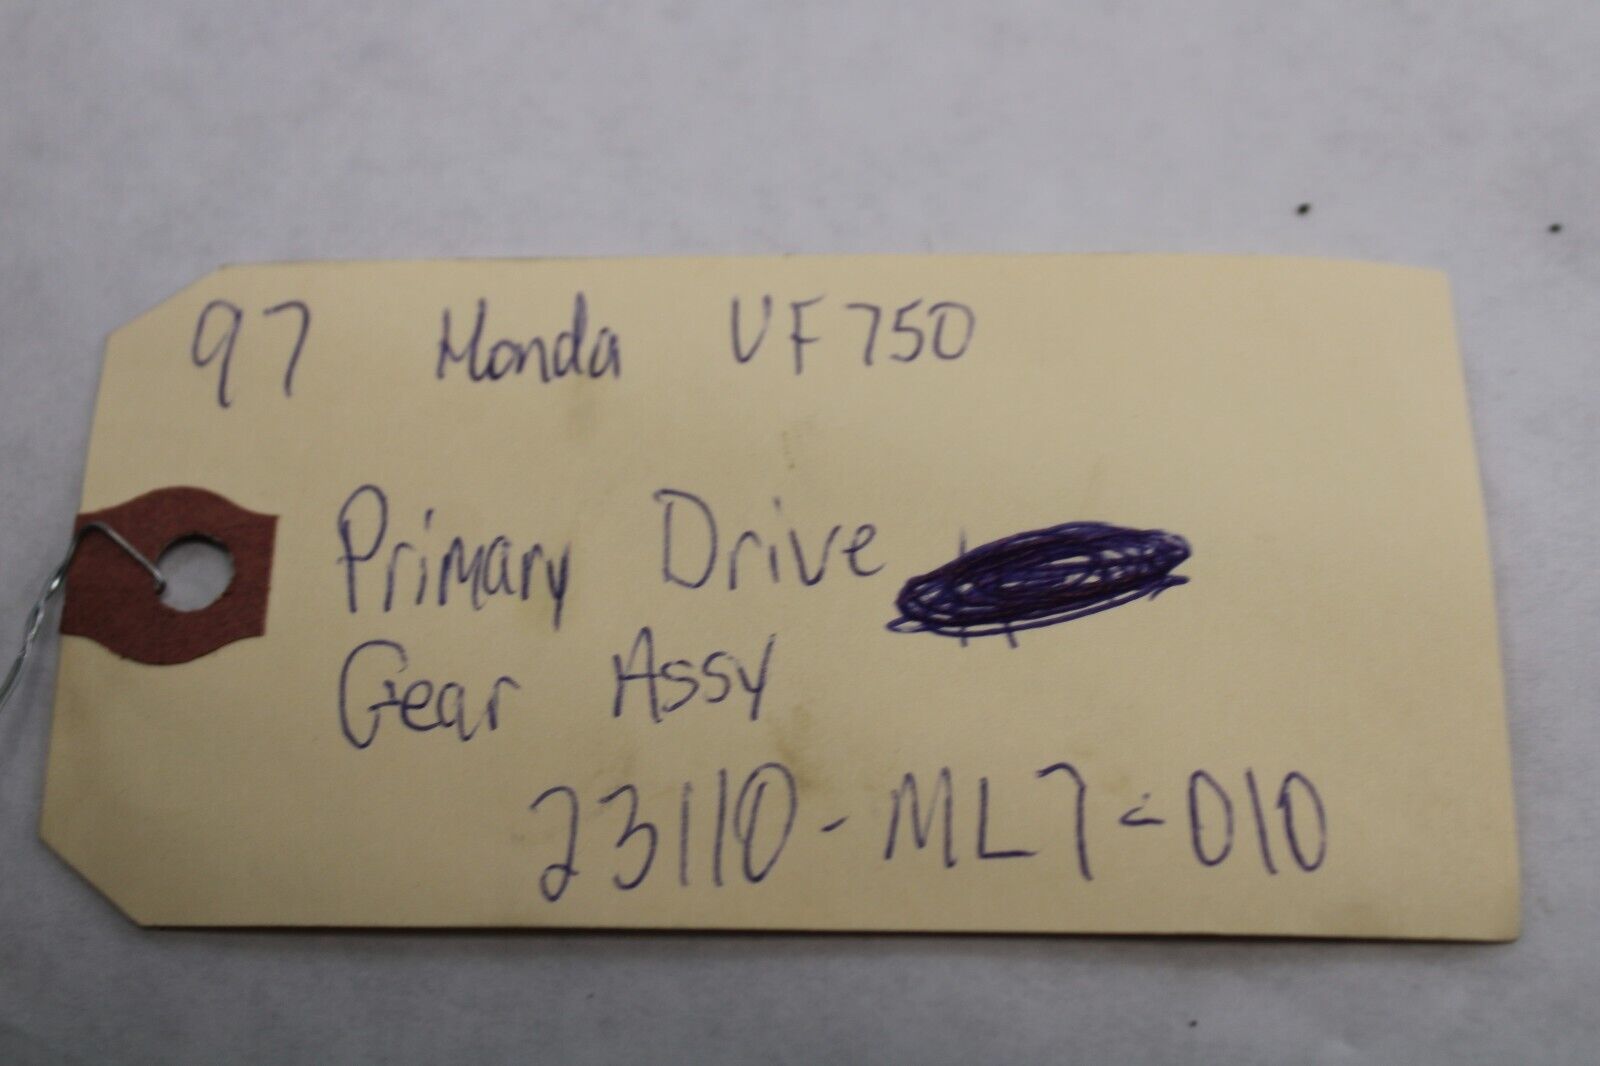 97 Honda VF750
Primary Drive
Gear Assy
23110-ML7-010